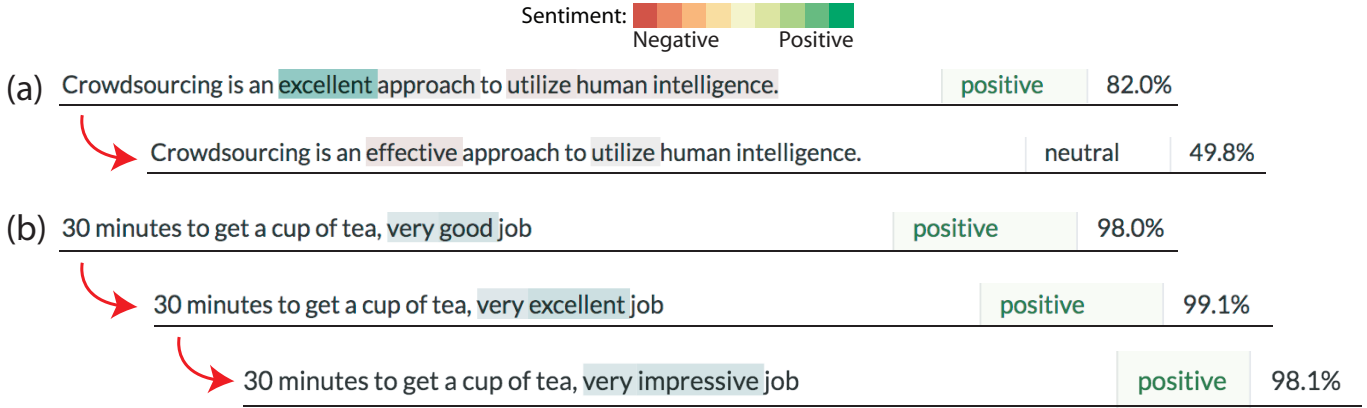 Sentiment:
Negative Positive
(a) Crowdsourcing is an excellent approach to utilize human intelligence. positive 82.0%
Crowdsourcing is an effective approach to utilize human intelligence. neutral 49.8%
(b) 30 minutes to get a cup of tea, very good job positive 98.0%
30 minutes to get a cup of tea, very excellent job positive 99.1%
30 minutes to get a cup of tea, very impressive job positive 98.1%